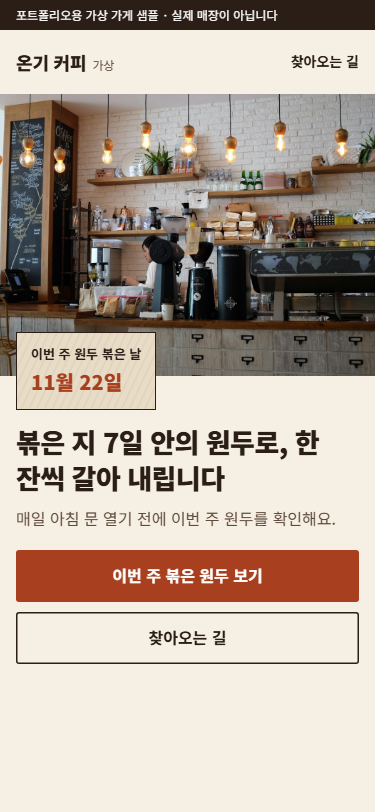 포트폴리오용 가상 가게 샘플 · 실제 매장이 아닙니다
온기 커피 가상
찾아오는 길
이번 주 원두 볶은 날
11월 22일
볶은 지 7일 안의 원두로, 한
잔씩 갈아 내립니다
매일 아침 문 열기 전에 이번 주 원두를 확인해요.
이번 주 볶은 원두 보기
찾아오는 길